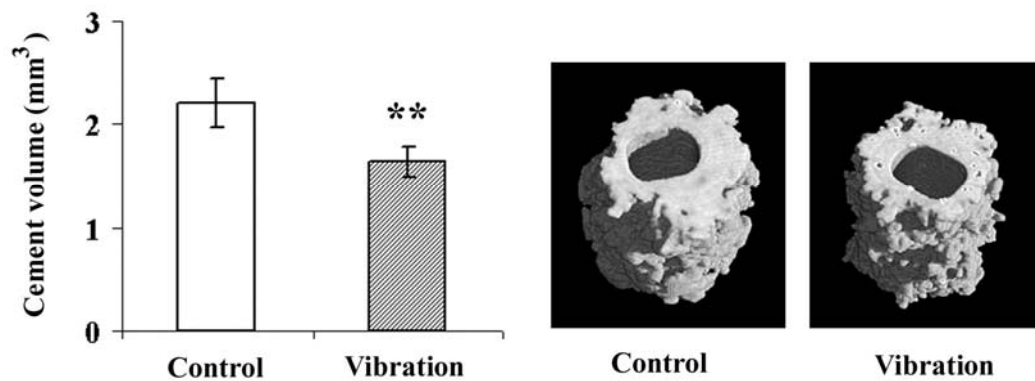 3
2
1
0
Cement volume (mm³)
**
Control
Vibration
Control
Vibration